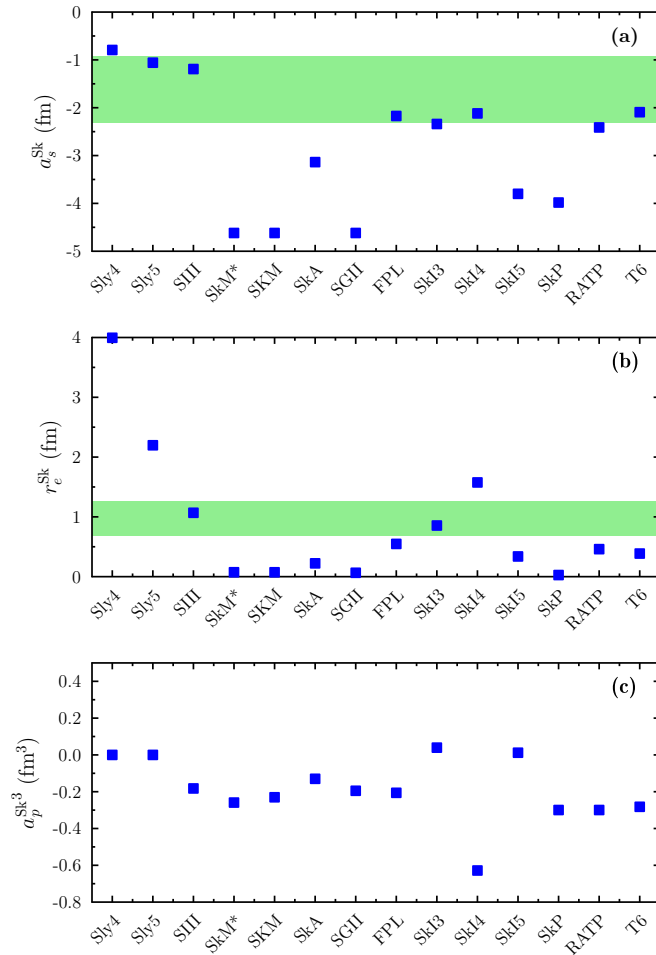 0
-1
-2
-3
-4
-5
a_s^Sk (fm)
(a)
Sly4 Sly5 SIII SkM* SKM SkA SGII FPL SkI3 SkI4 SkI5 SkP RATP T6
4
3
2
1
0
r_e^Sk (fm)
(b)
Sly4 Sly5 SIII SkM* SKM SkA SGII FPL SkI3 SkI4 SkI5 SkP RATP T6
0.4
0.2
0.0
-0.2
-0.4
-0.6
-0.8
a_p^Sk^3 (fm³)
(c)
Sly4 Sly5 SIII SkM* SKM SkA SGII FPL SkI3 SkI4 SkI5 SkP RATP T6